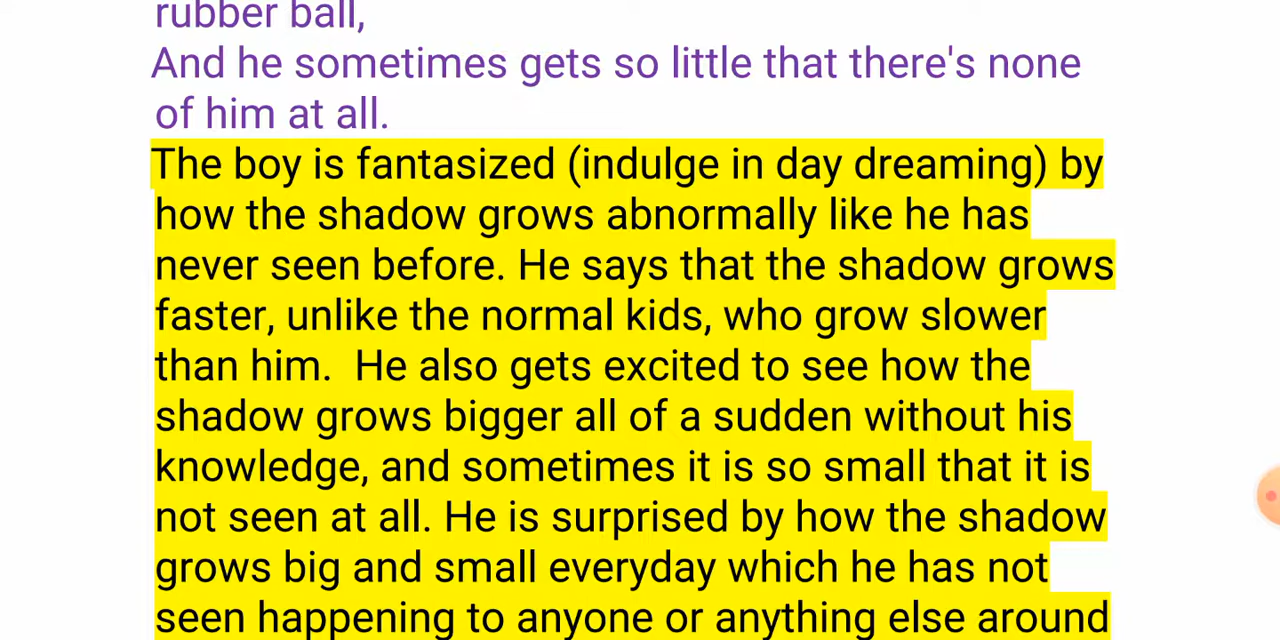 rubber ball,
And he sometimes gets so little that there's none
of him at all.
The boy is fantasized (indulge in day dreaming) by
how the shadow grows abnormally like he has
never seen before. He says that the shadow grows
faster, unlike the normal kids, who grow slower
than him.  He also gets excited to see how the
shadow grows bigger all of a sudden without his
knowledge, and sometimes it is so small that it is
not seen at all. He is surprised by how the shadow
grows big and small everyday which he has not
seen happening to anyone or anything else around